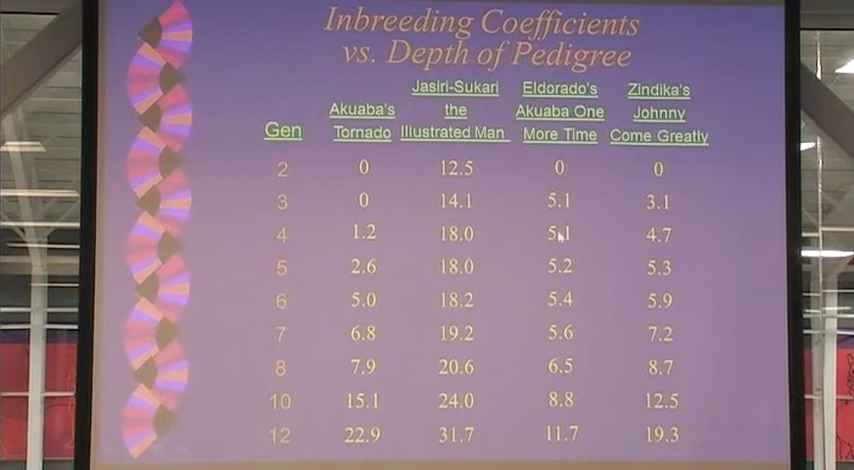 Inbreeding Coefficients
vs. Depth of Pedigree
Gen Akuaba's Tornado Jasiri-Sukari the Illustrated Man Eldorado's Akuaba One More Time Zindika's Johnny Come Greatly
2 0 12.5 0 0
3 0 14.1 5.1 3.1
4 1.2 18.0 5.1 4.7
5 2.6 18.0 5.2 5.3
6 5.0 18.2 5.4 5.9
7 6.8 19.2 5.6 7.2
8 7.9 20.6 6.5 8.7
10 15.1 24.0 8.8 12.5
12 22.9 31.7 11.7 19.3